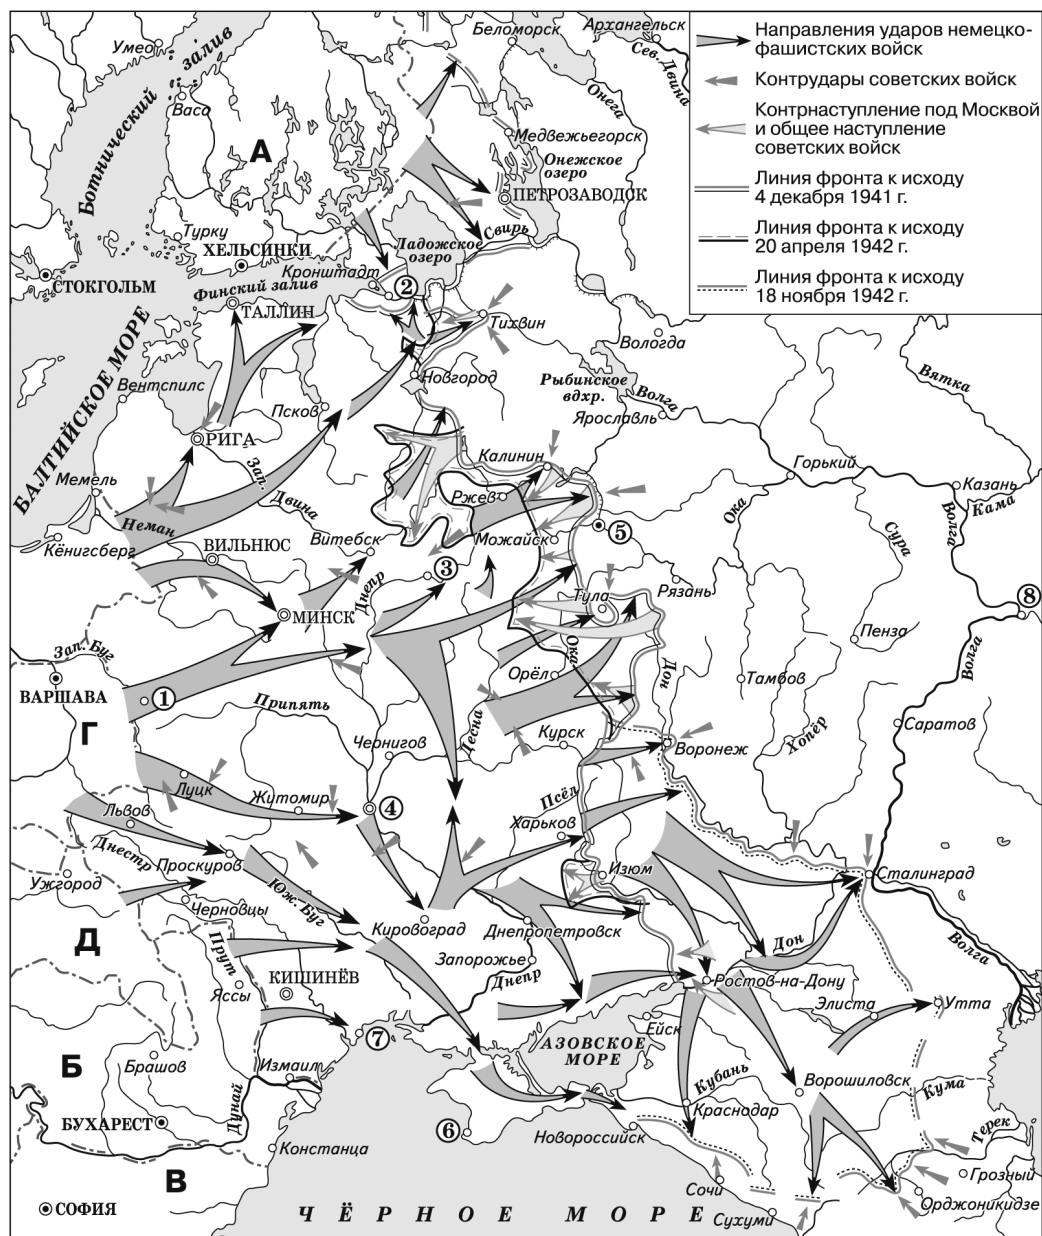 Направления ударов немецко-
фашистских войск
Контрудары советских войск
Контрнаступление под Москвой
и общее наступление
советских войск
Линия фронта к исходу
4 декабря 1941 г.
Линия фронта к исходу
20 апреля 1942 г.
Линия фронта к исходу
18 ноября 1942 г.
Умео
Ботнический залив
Васа
Беломорск
Архангельск
Сев. Двина
Онега
А
Медвежьегорск
Онежское
озеро
ПЕТРОЗАВОДСК
Турку
ХЕЛЬСИНКИ
Ладожское
озеро
Свирь
СТОКГОЛЬМ
Кронштадт
Финский залив
2
ТАЛЛИН
Тихвин
Вологда
БАЛТИЙСКОЕ МОРЕ
Вентспилс
Новгород
Рыбинское
вдхр.
Волга
Вятка
Псков
Ярославль
РИГА
Калинин
Горький
Зап.
Двина
Мемель
Ржев
Казань
Кама
Неман
Ока
Сура
Волга
Кёнигсберг
ВИЛЬНЮС
Витебск
Можайск
5
Днепр
3
МИНСК
Тула
Рязань
8
Зап. Буг
Ока
Пенза
Волга
ВАРШАВА
1
Орёл
Дон
Тамбов
Припять
Г
Десна
Курск
Воронеж
Хопёр
Саратов
Чернигов
Луцк
Житомир
4
Псёл
Львов
Харьков
Днестр
Проскуров
Ужгород
Изюм
Сталинград
Юж. Буг
Черновцы
Кировоград
Днепропетровск
Д
Прут
Дон
Волга
Запорожье
КИШИНЁВ
Днепр
Ростов-на-Дону
Яссы
Элиста
Утта
7
Ейск
АЗОВСКОЕ
МОРЕ
Б
Брашов
Измаил
Кубань
Ворошиловск
Кума
БУХАРЕСТ
Дунай
6
Краснодар
Новороссийск
Терек
Констанца
В
Грозный
Сочи
Орджоникидзе
СОФИЯ
ЧЁРНОЕ МОРЕ
Сухуми